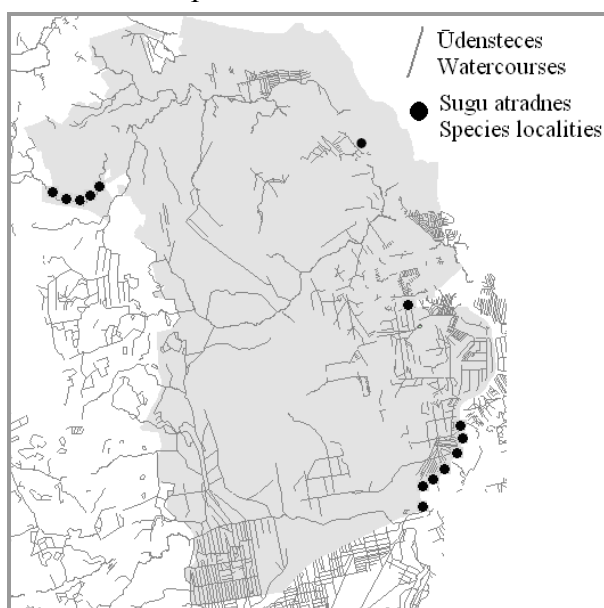 Ūdensteces
Watercourses
Sugu atradnes
Species localities